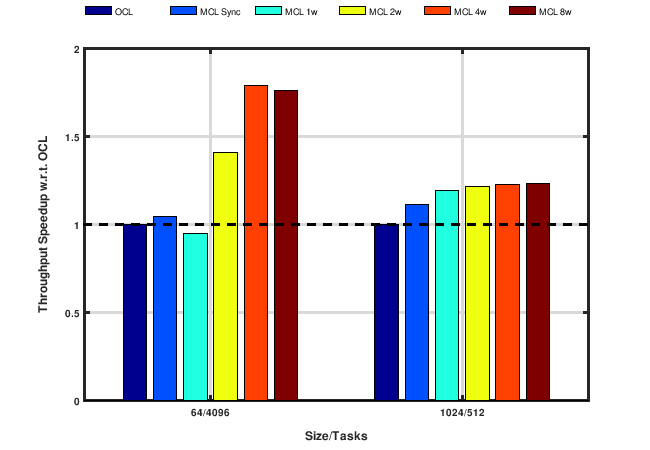 OCL MCL Sync MCL 1w MCL 2w MCL 4w MCL 8w
2
1.5
1
0.5
0
Throughput Speedup w.r.t. OCL
64/4096 1024/512
Size/Tasks